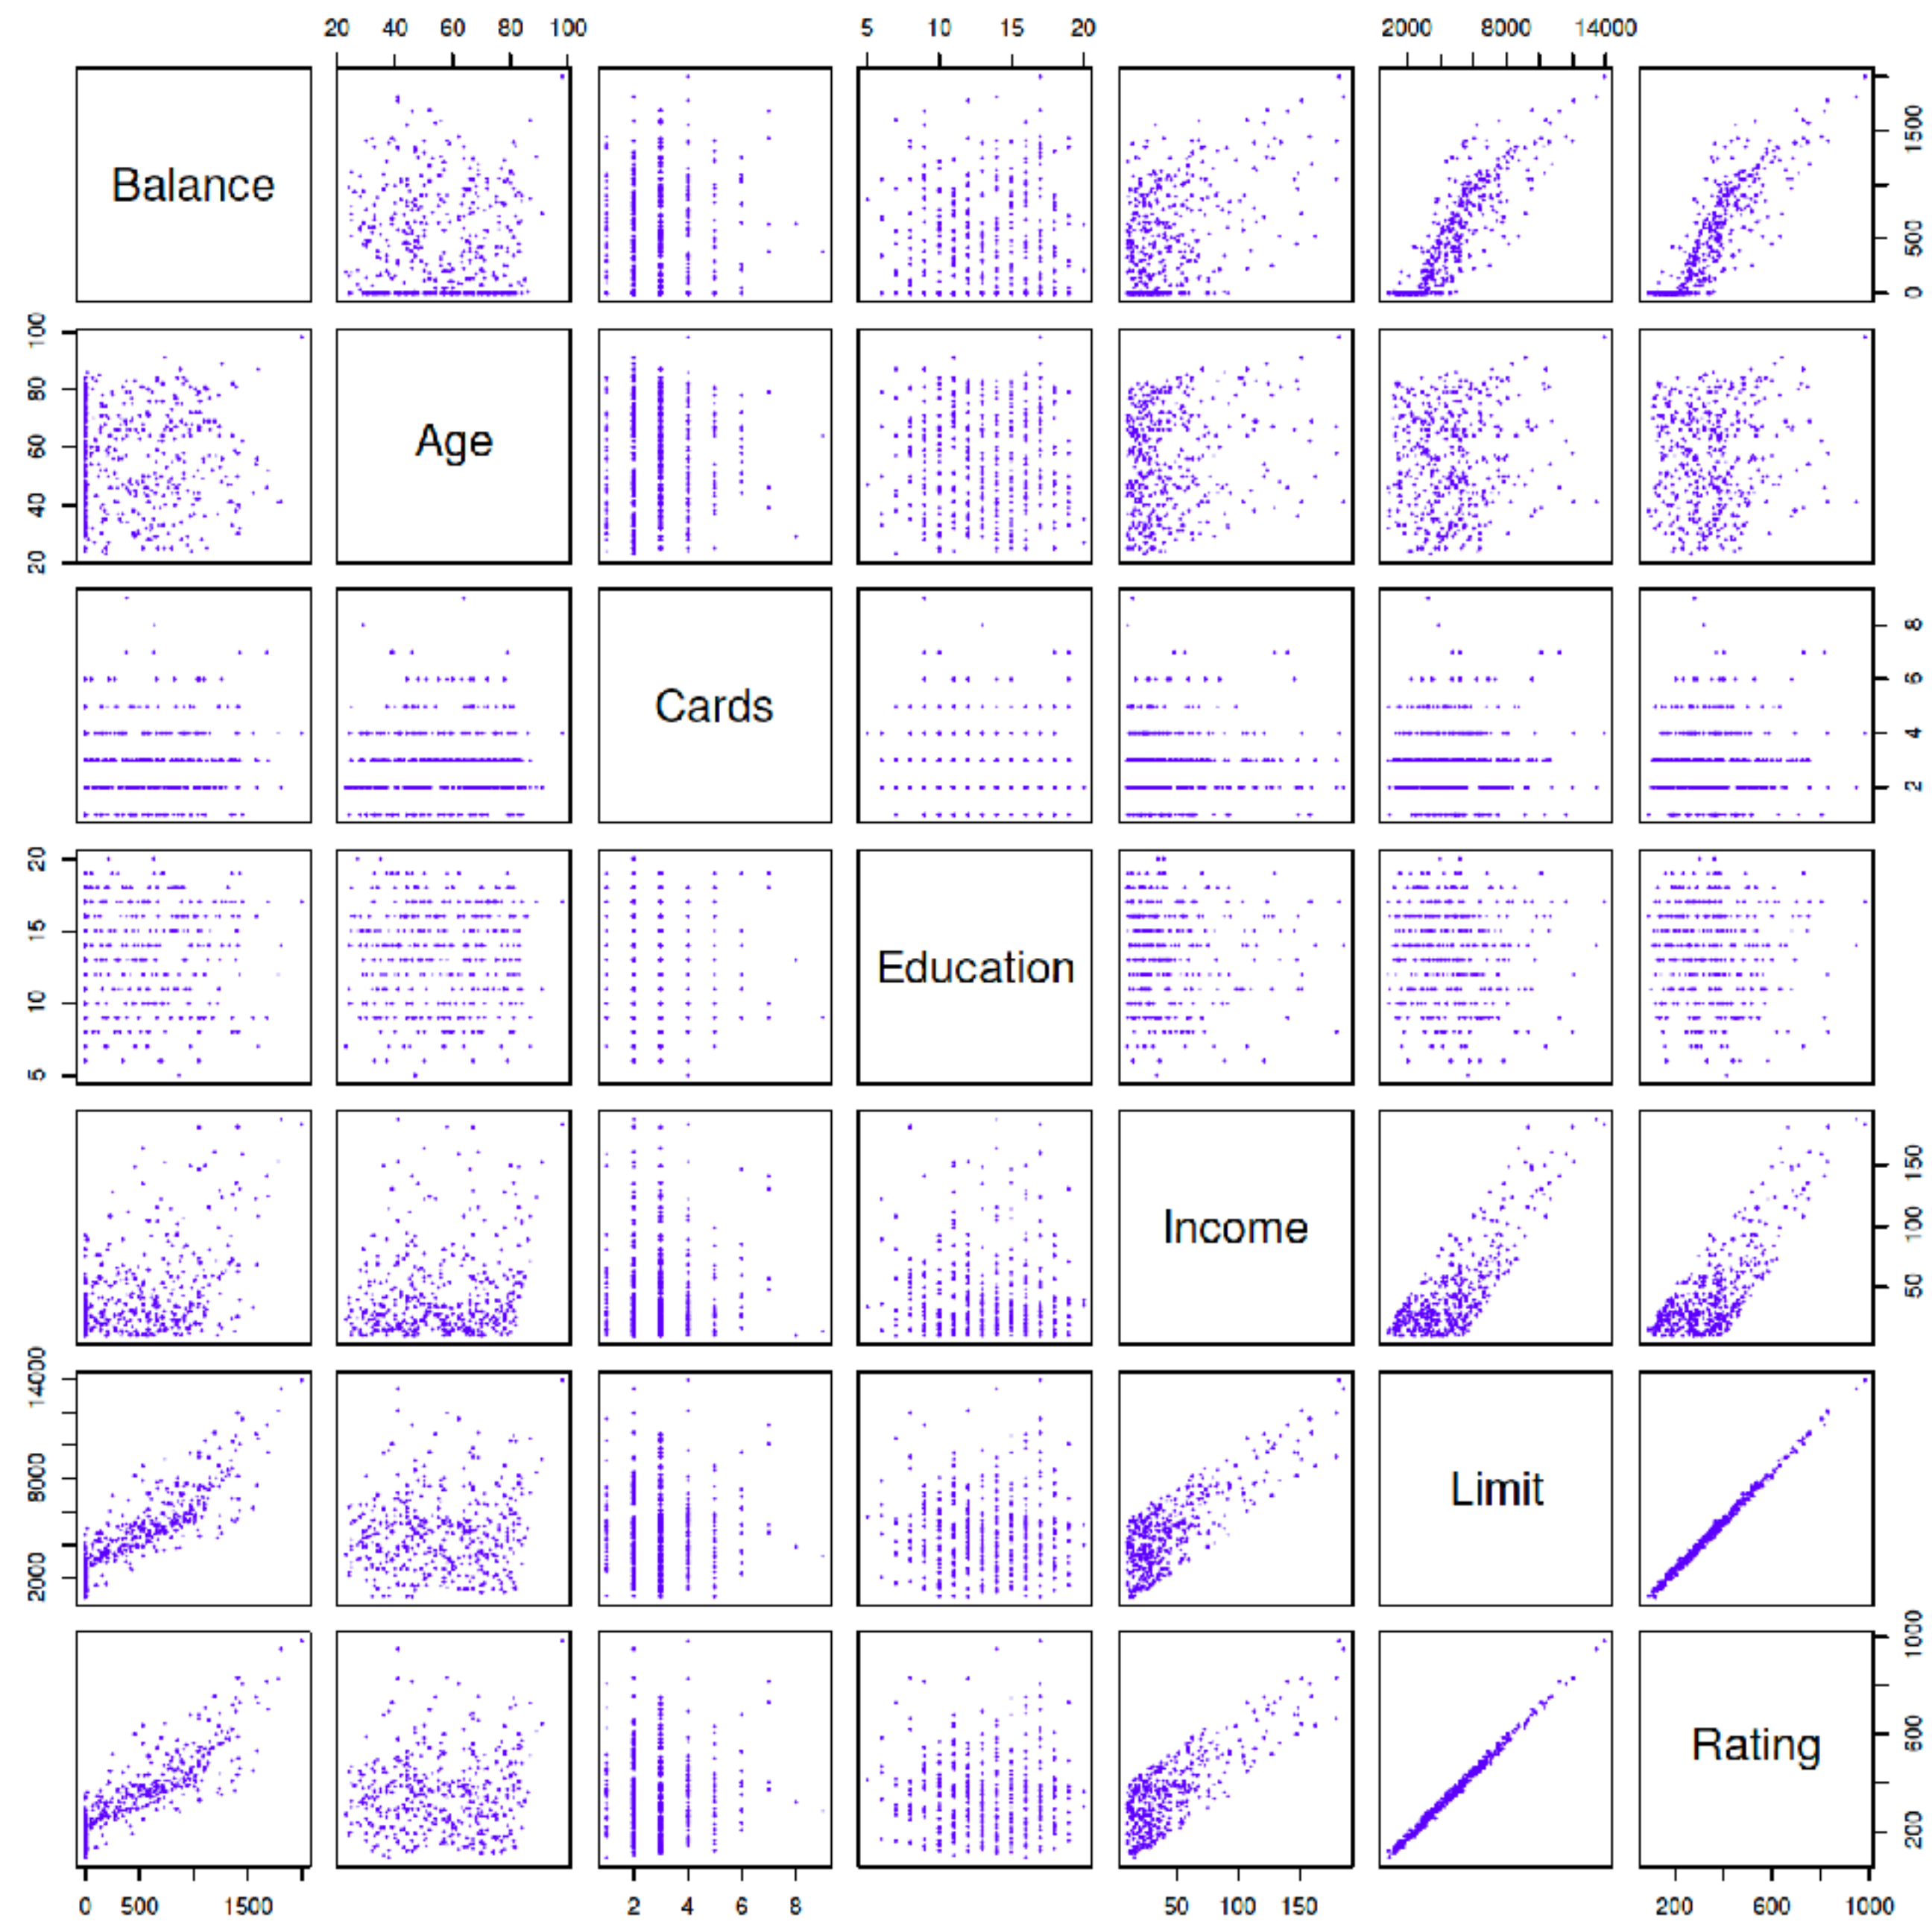 20 40 60 80 100 5 10 15 20 2000 8000 14000
Balance
0 500 1500
20 40 60 80 100
Age
Cards
2 4 6 8
5 10 15 20
Education
Income
50 100 150
2000 8000 14000
Limit
Rating
200 600 1000
0 500 1500 2 4 6 8 50 100 150 200 600 1000